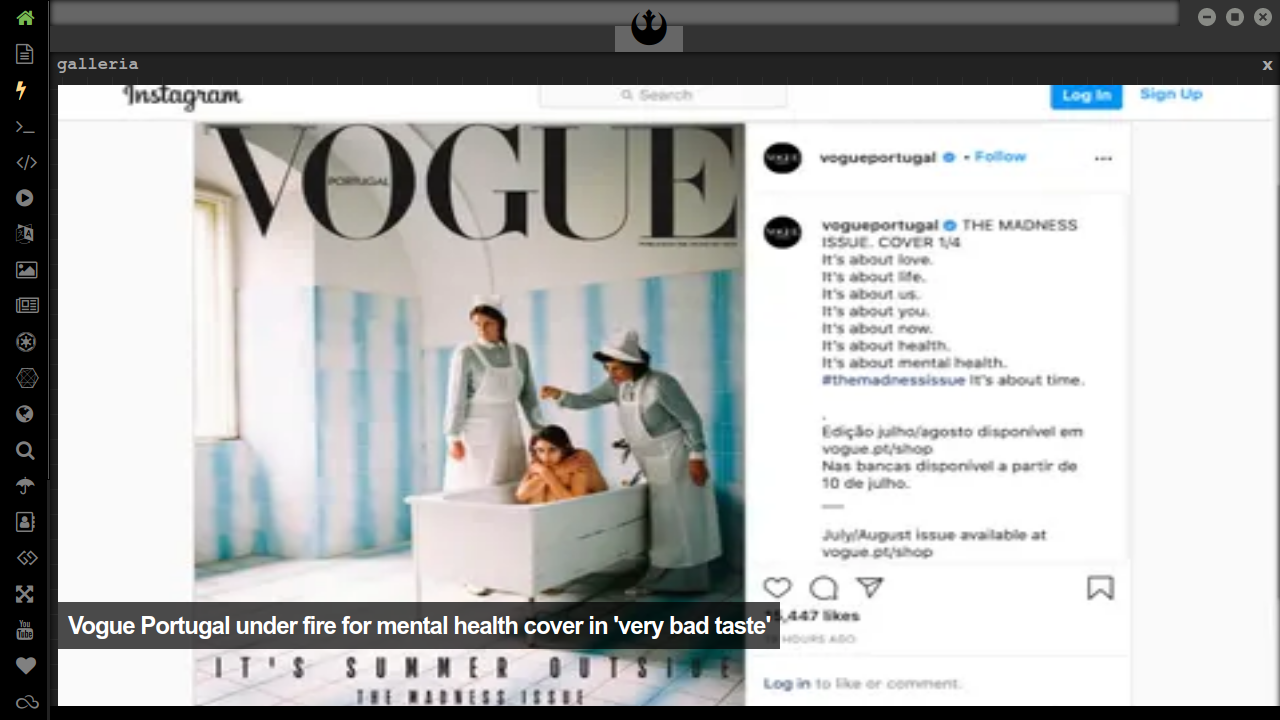 galleria
x
Instagram
Search
Log In
Sign Up
VOGUE
PORTUGAL
vogueportugal • Follow
...
vogueportugal THE MADNESS
ISSUE. COVER 1/4
It's about love.
It's about life.
It's about us.
It's about you.
It's about now.
It's about health.
It's about mental health.
#themadnessissue It's about time.
.
Edição julho/agosto disponível em
vogue.pt/shop
Nas bancas disponível a partir de
10 de julho.
—
July/August issue available at
vogue.pt/shop
5,447 likes
HOURS AGO
Vogue Portugal under fire for mental health cover in 'very bad taste'
IT'S SUMMER OUTSIDE
THE MADNESS ISSUE
Log in to like or comment.
You
Tube